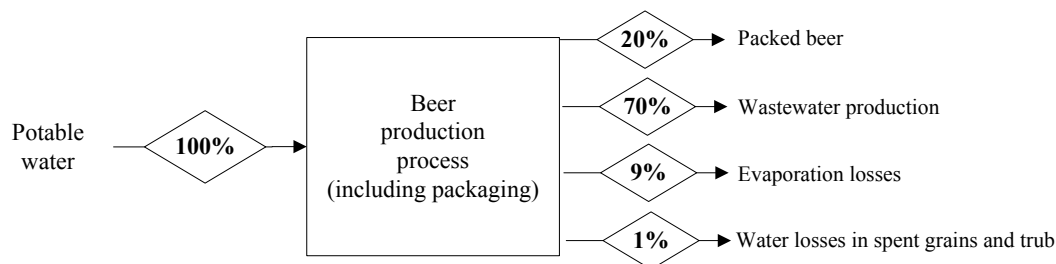 Potable
water
100%
Beer
production
process
(including packaging)
20%
Packed beer
70%
Wastewater production
9%
Evaporation losses
1%
Water losses in spent grains and trub